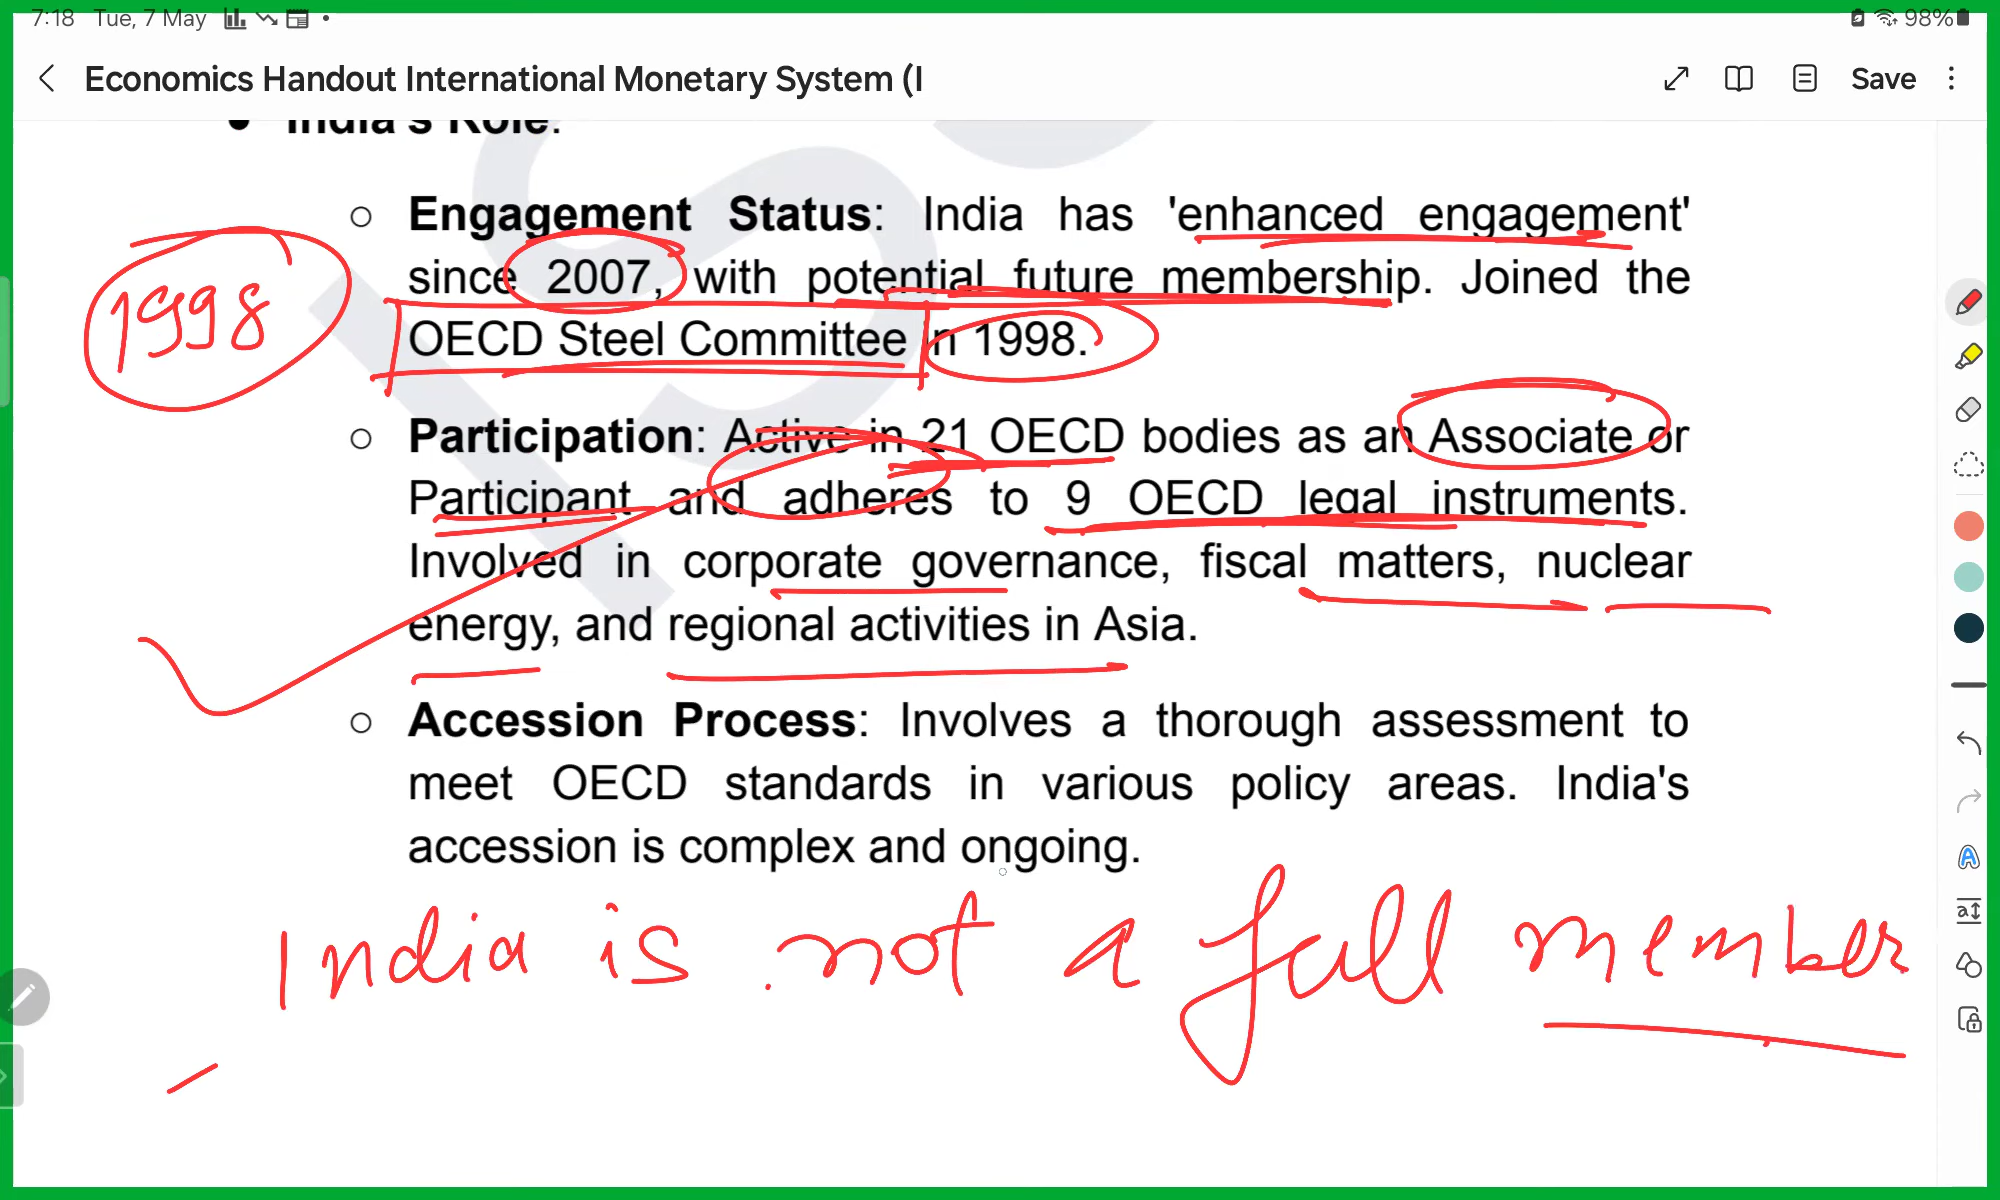 7:18 Tue, 7 May 98%
Economics Handout International Monetary System (I Save
India's Role:
Engagement Status: India has 'enhanced engagement'
since 2007, with potential future membership. Joined the
1998
OECD Steel Committee in 1998.
Participation: Active in 21 OECD bodies as an Associate or
Participant and adheres to 9 OECD legal instruments.
Involved in corporate governance, fiscal matters, nuclear
energy, and regional activities in Asia.
Accession Process: Involves a thorough assessment to
meet OECD standards in various policy areas. India's
accession is complex and ongoing.
India is not a full member